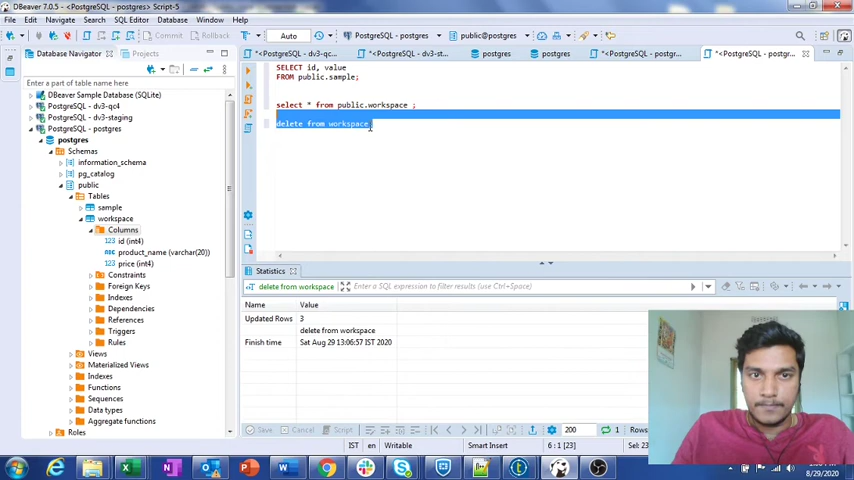 DBeaver 7.0.5 - <PostgreSQL - postgres> Script-5
File Edit Navigate Search SQL Editor Database Window Help
Commit Rollback Auto PostgreSQL - postgres public@postgres
Database Navigator Projects
*<PostgreSQL - dv3-qc... *<PostgreSQL - dv3-st... postgres postgres *<PostgreSQL - postgr... *<PostgreSQL - postgr...
Enter a part of table name here
DBeaver Sample Database (SQLite)
PostgreSQL - dv3-qc4
PostgreSQL - dv3-staging
PostgreSQL - postgres
postgres
Schemas
information_schema
pg_catalog
public
Tables
sample
workspace
Columns
123 id (int4)
ABC product_name (varchar(20))
123 price (int4)
Constraints
Foreign Keys
Indexes
Dependencies
References
Triggers
Rules
Views
Materialized Views
Indexes
Functions
Sequences
Data types
Aggregate functions
Roles
SELECT id, value
FROM public.sample;
select * from public.workspace ;
delete from workspace;
Statistics
delete from workspace Enter a SQL expression to filter results (use Ctrl+Space)
Name Value
Updated Rows 3
delete from workspace
Finish time Sat Aug 29 13:06:57 IST 2020
Save Cancel Script 200 1 Rows
IST en Writable Smart Insert 6 : 1 [23] Sel: 23
8/29/2020